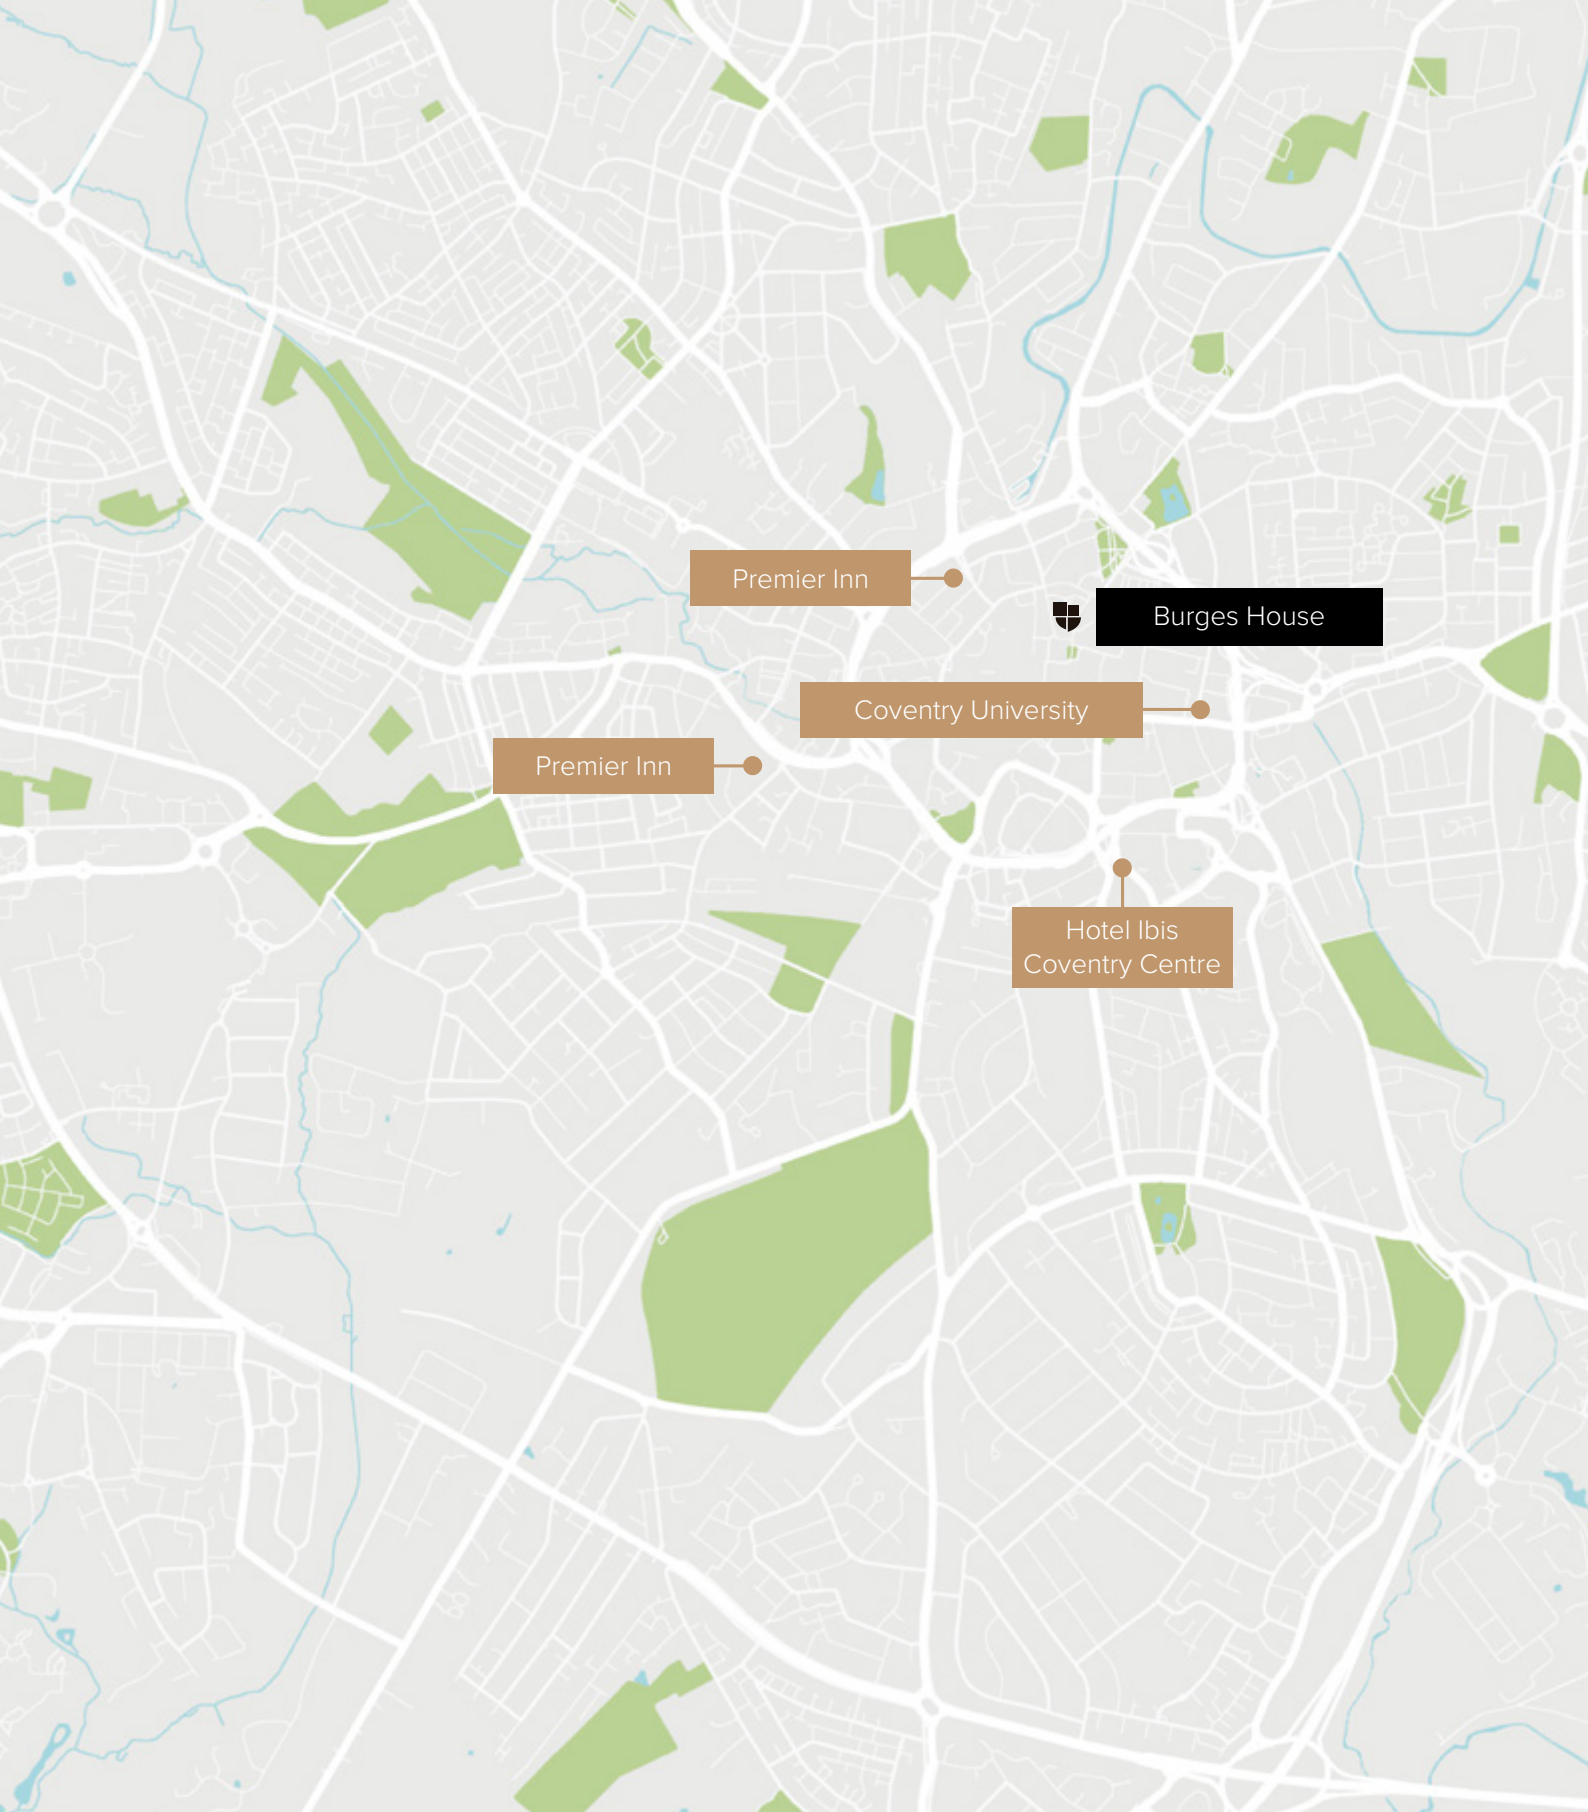 Premier Inn
Burges House
Coventry University
Premier Inn
Hotel Ibis
Coventry Centre